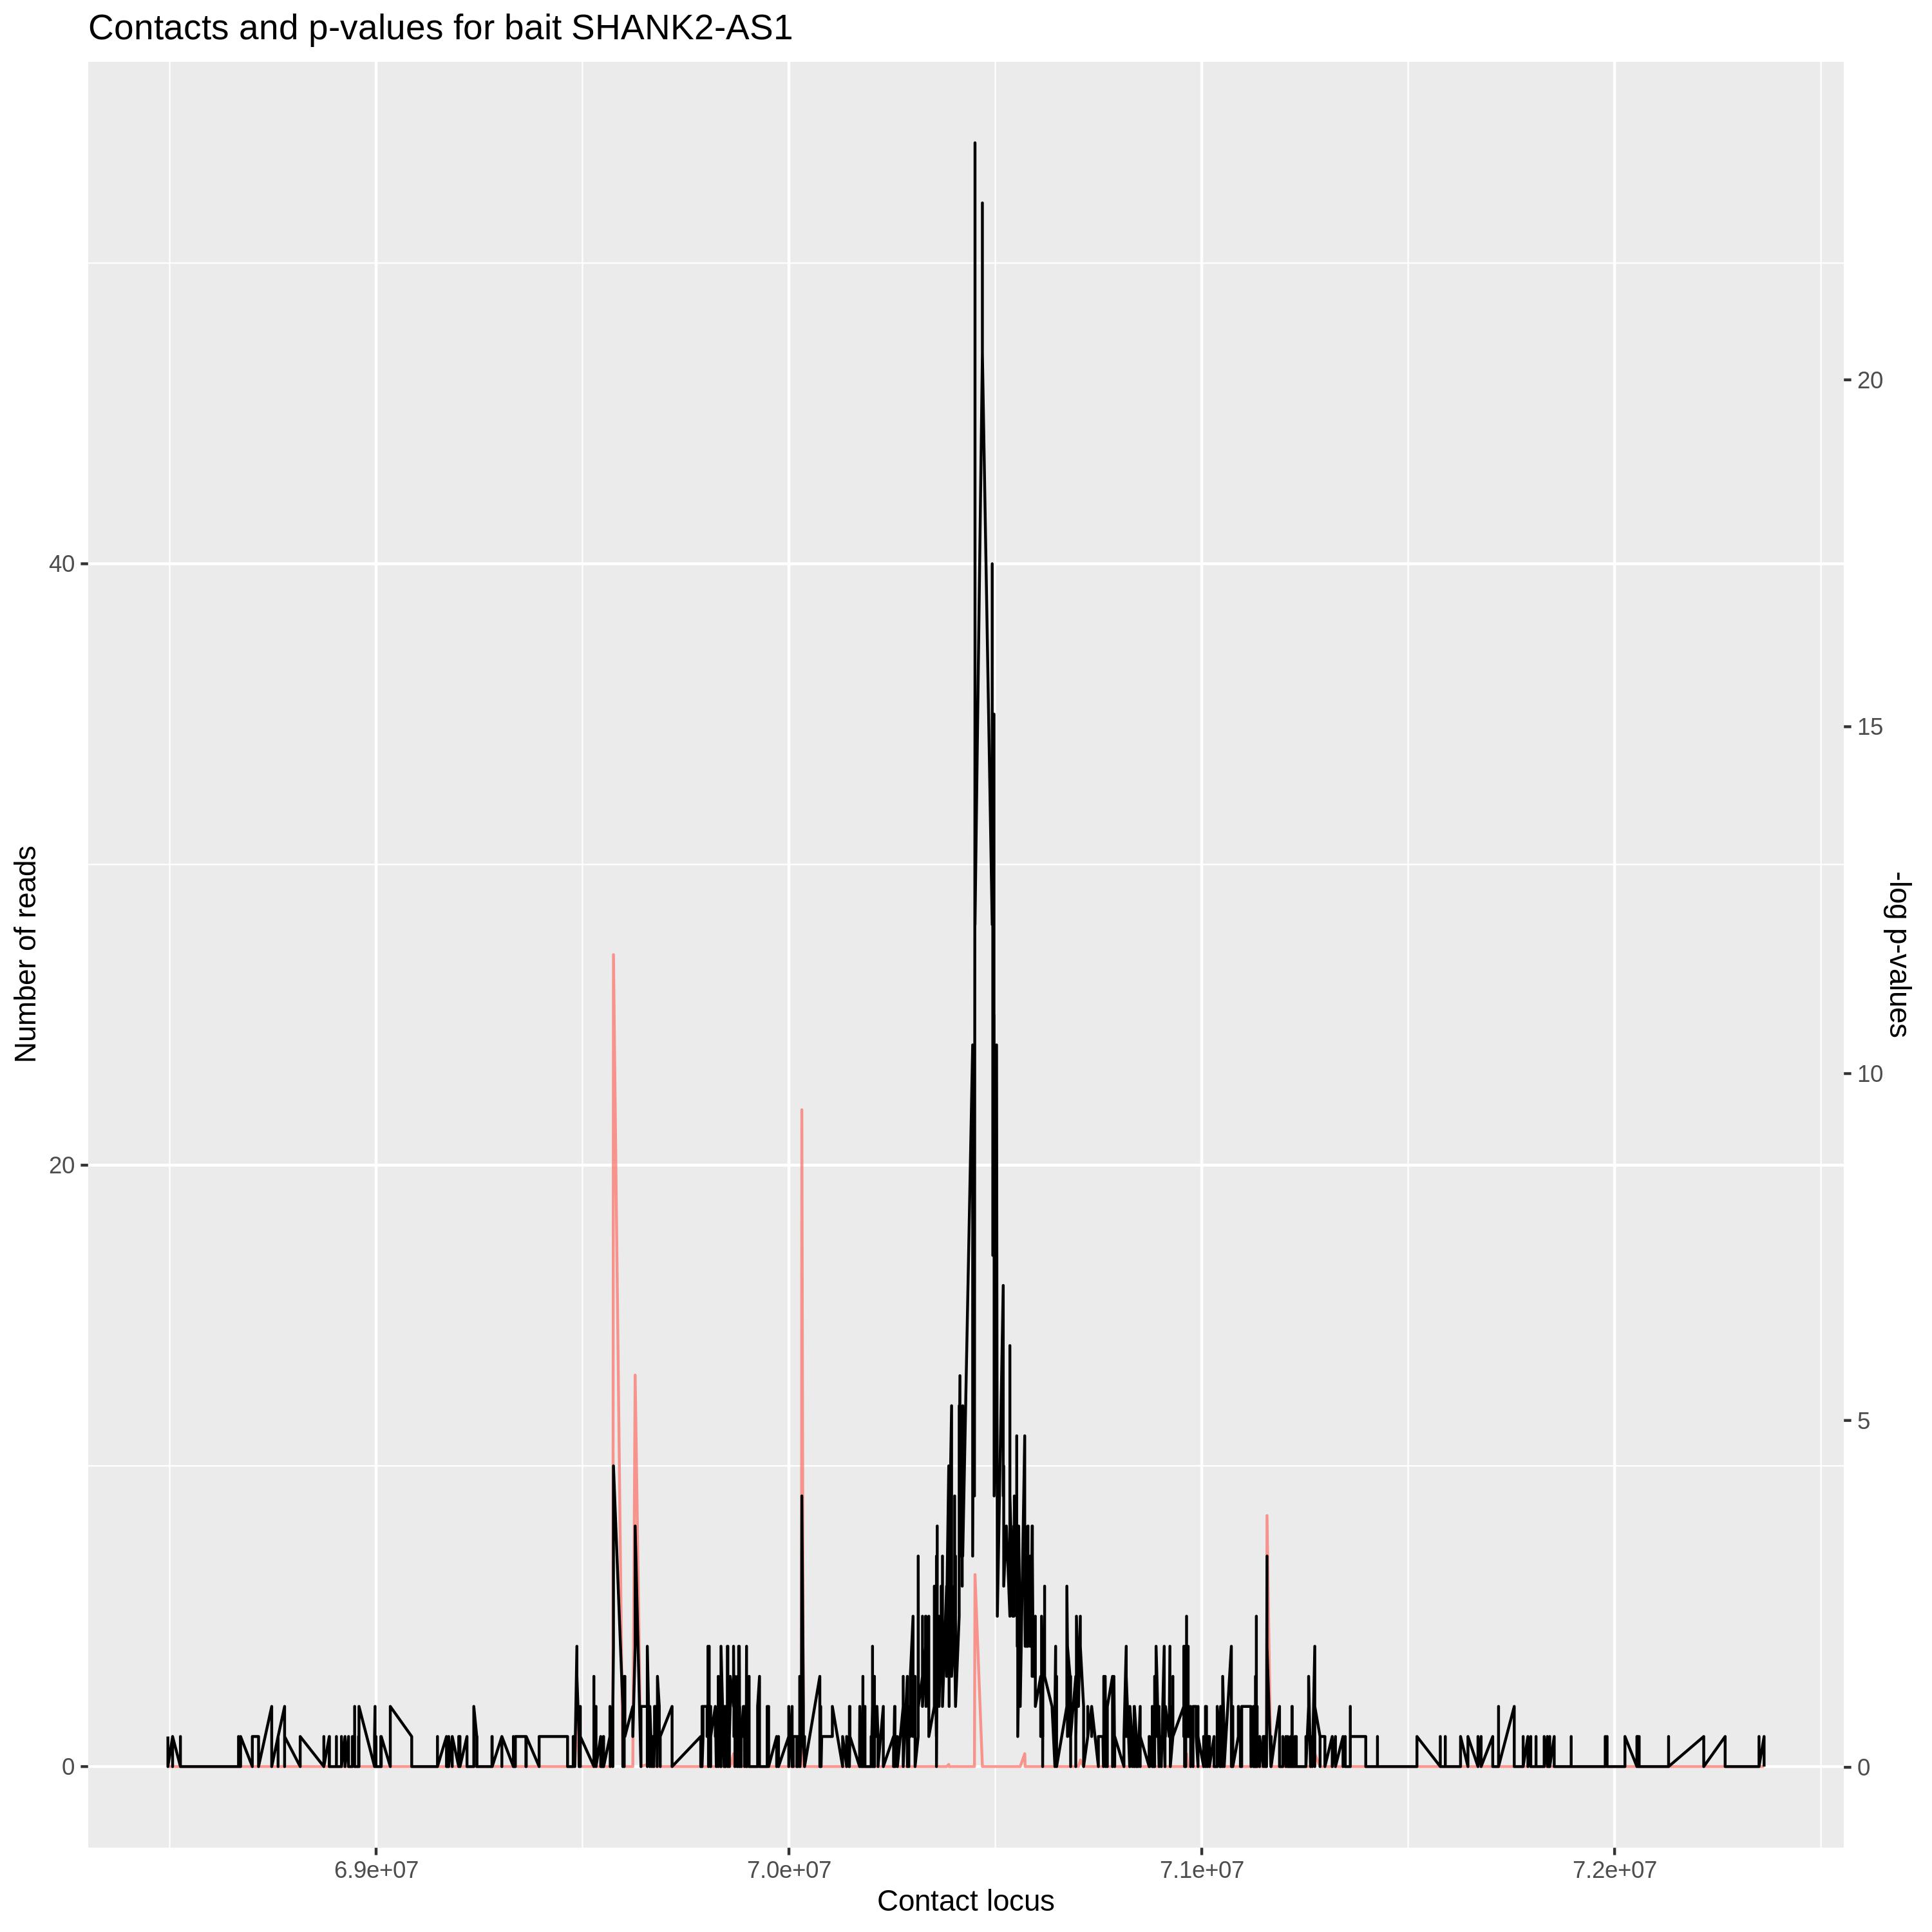 Contacts and p-values for bait SHANK2-AS1
Number of reads
40
20
0
20
15
10
5
0
-log p-values
6.9e+07
7.0e+07
7.1e+07
7.2e+07
Contact locus